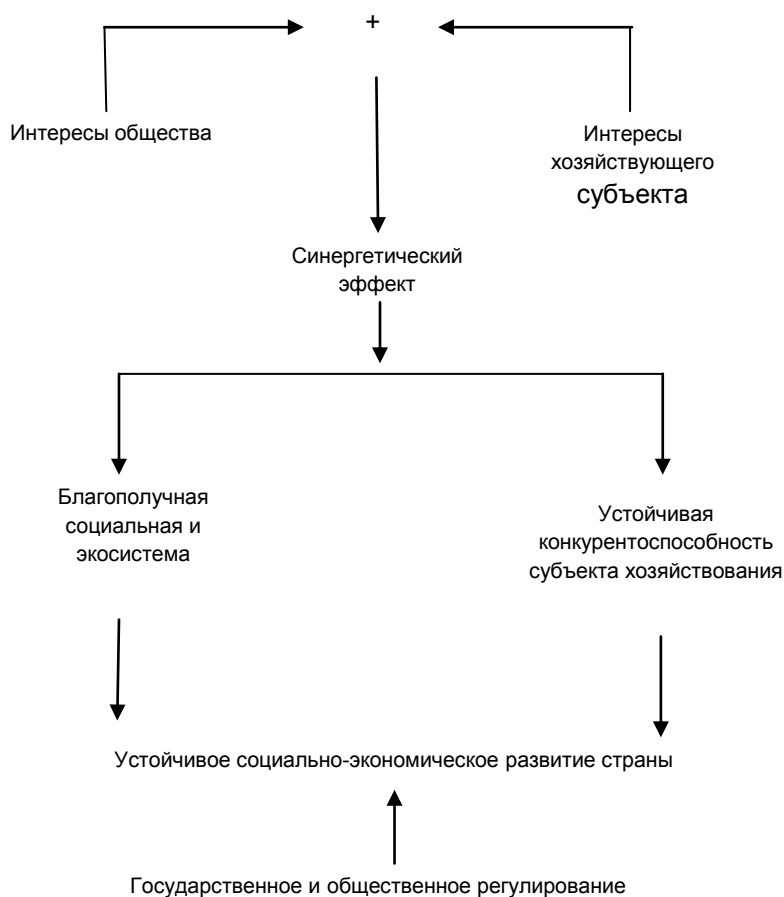 +
Интересы общества
Интересы
хозяйствующего
субъекта
Синергетический
эффект
Благополучная
социальная и
экосистема
Устойчивая
конкурентоспособность
субъекта хозяйствования
Устойчивое социально-экономическое развитие страны
Государственное и общественное регулирование